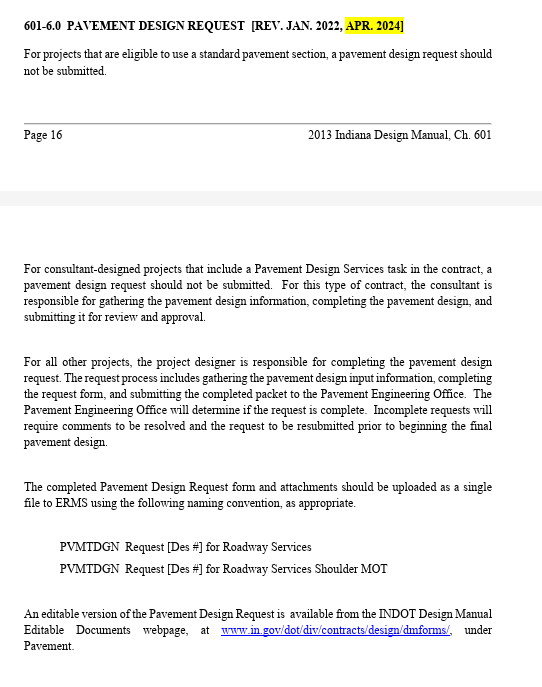 601-6.0  PAVEMENT DESIGN REQUEST  [REV. JAN. 2022, APR. 2024]
For projects that are eligible to use a standard pavement section, a pavement design request should
not be submitted.
Page 16 2013 Indiana Design Manual, Ch. 601
For consultant-designed projects that include a Pavement Design Services task in the contract, a
pavement design request should not be submitted.  For this type of contract, the consultant is
responsible for gathering the pavement design information, completing the pavement design, and
submitting it for review and approval.
For all other projects, the project designer is responsible for completing the pavement design
request. The request process includes gathering the pavement design input information, completing
the request form, and submitting the completed packet to the Pavement Engineering Office.  The
Pavement Engineering Office will determine if the request is complete.  Incomplete requests will
require comments to be resolved and the request to be resubmitted prior to beginning the final
pavement design.
The completed Pavement Design Request form and attachments should be uploaded as a single
file to ERMS using the following naming convention, as appropriate.
PVMTDGN  Request [Des #] for Roadway Services
PVMTDGN  Request [Des #] for Roadway Services Shoulder MOT
An editable version of the Pavement Design Request is  available from the INDOT Design Manual
Editable Documents webpage, at www.in.gov/dot/div/contracts/design/dmforms/, under
Pavement.